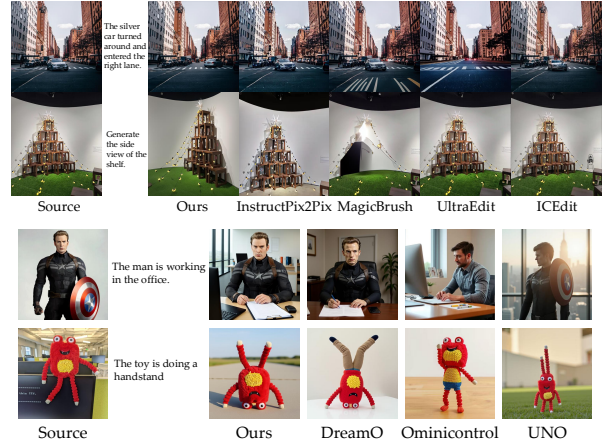 The silver
car turned
around and
entered the
right lane.
Generate
the side
view of the
shelf.
Source
Ours
InstructPix2Pix
MagicBrush
UltraEdit
ICEdit
The man is working
in the office.
The toy is doing a
handstand
Source
Ours
DreamO
Ominicontrol
UNO